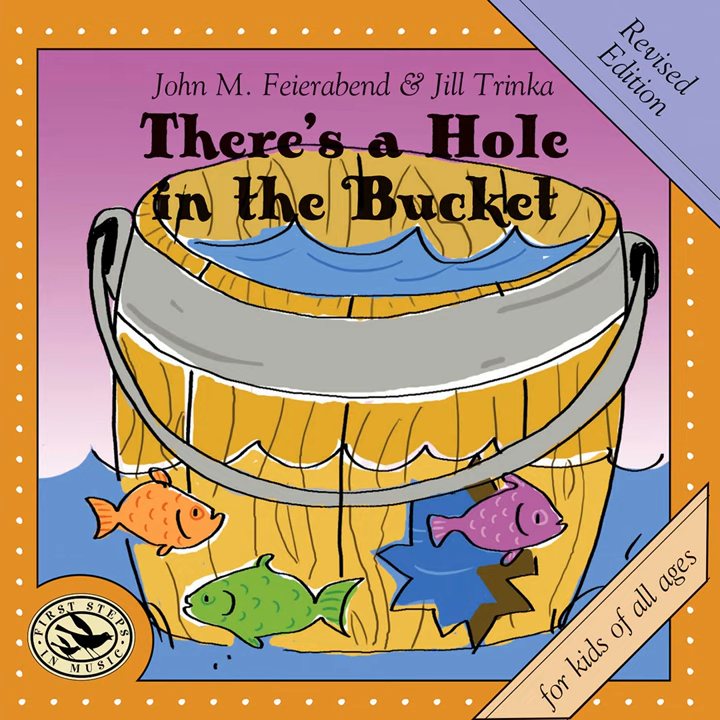 Revised
Edition
John M. Feierabend & Jill Trinka
There's a Hole
in the Bucket
FIRST STEPS
IN MUSIC
for kids of all ages